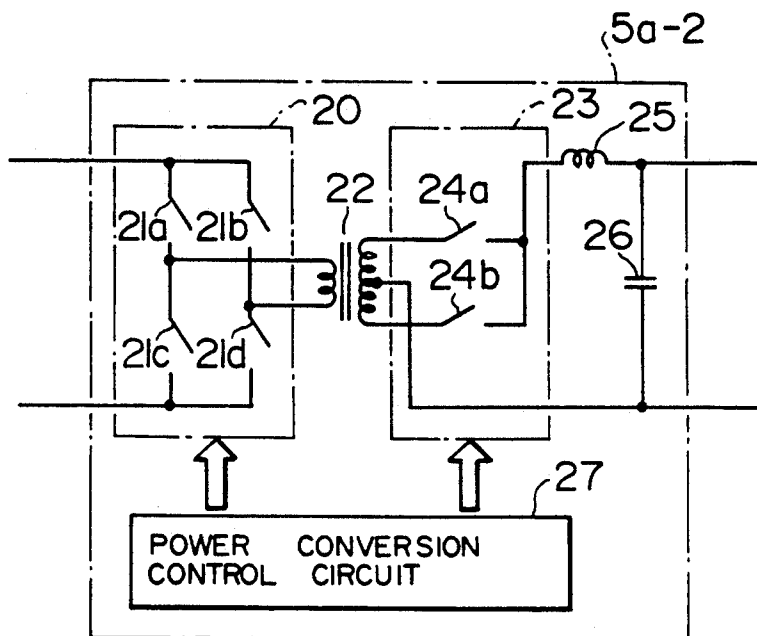 5a-2
20
23
25
21a
21b
22
24a
26
24b
21c
21d
27
POWER CONVERSION
CONTROL CIRCUIT